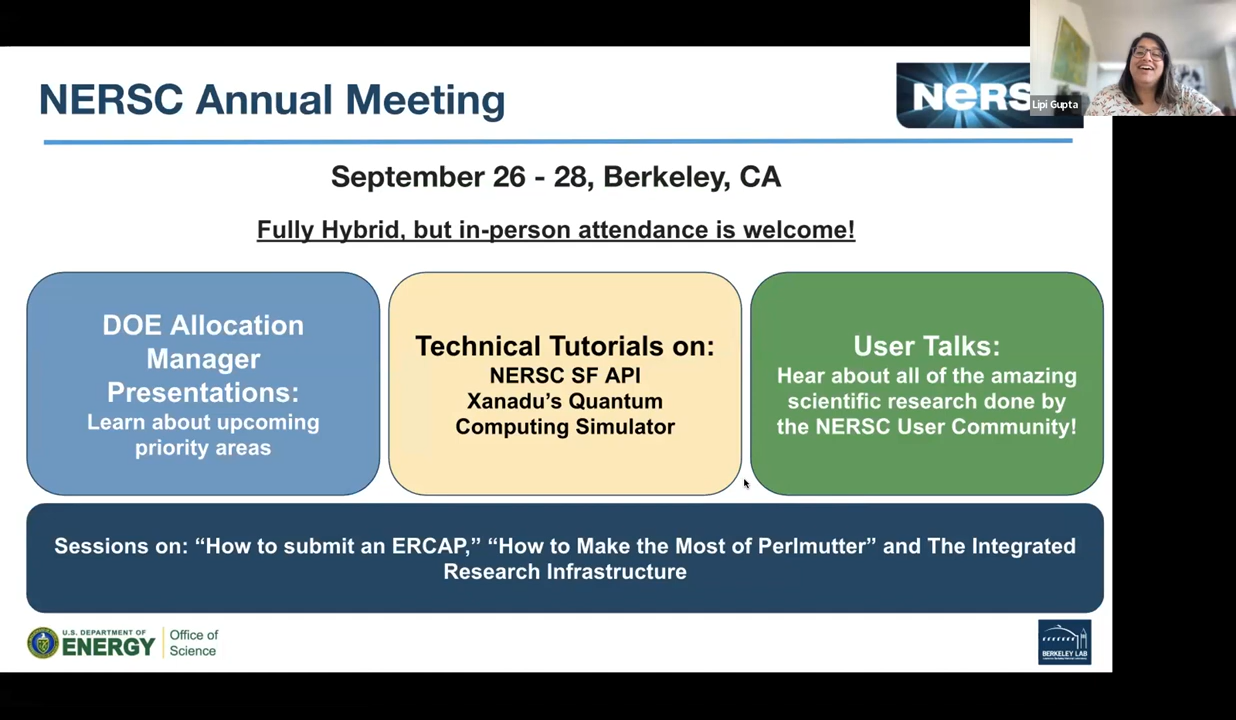 NERSC Annual Meeting
NERS
Lipi Gupta
September 26 - 28, Berkeley, CA
Fully Hybrid, but in-person attendance is welcome!
DOE Allocation
Manager
Presentations:
Learn about upcoming
priority areas
Technical Tutorials on:
NERSC SF API
Xanadu's Quantum
Computing Simulator
User Talks:
Hear about all of the amazing
scientific research done by
the NERSC User Community!
Sessions on: “How to submit an ERCAP,” “How to Make the Most of Perlmutter” and The Integrated
Research Infrastructure
U.S. DEPARTMENT OF
ENERGY
Office of
Science
BERKELEY LAB